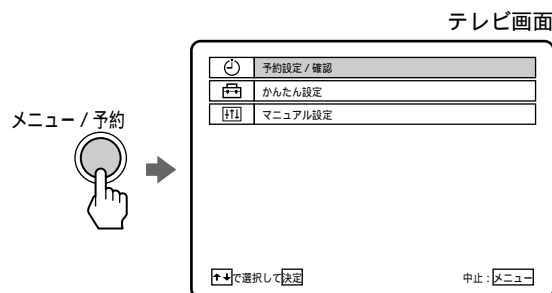 テレビ画面
予約設定 / 確認
かんたん設定
マニュアル設定
メニュー / 予約
↑↓で選択して決定
中止 : メニュー